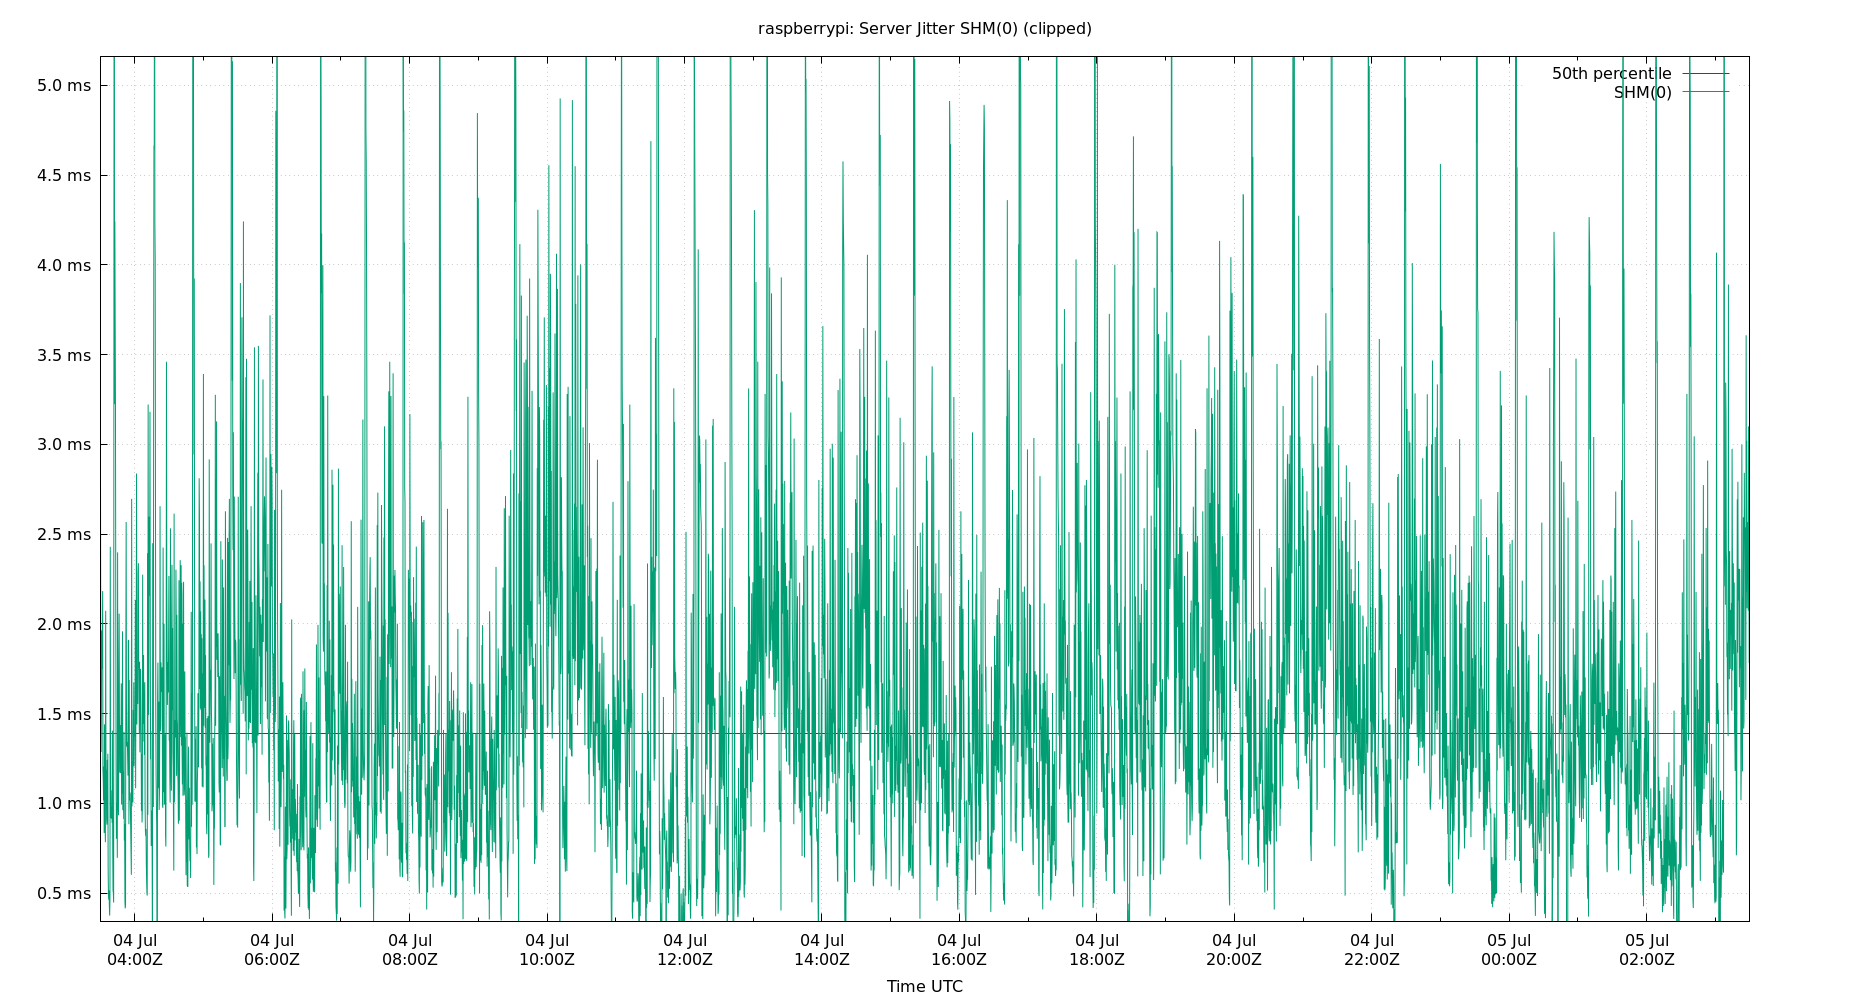 raspberrypi: Server Jitter SHM(0) (clipped)
50th percentile
SHM(0)
5.0 ms
4.5 ms
4.0 ms
3.5 ms
3.0 ms
2.5 ms
2.0 ms
1.5 ms
1.0 ms
0.5 ms
04 Jul 04 Jul 04 Jul 04 Jul 04 Jul 04 Jul 04 Jul 04 Jul 04 Jul 04 Jul 05 Jul 05 Jul
04:00Z 06:00Z 08:00Z 10:00Z 12:00Z 14:00Z 16:00Z 18:00Z 20:00Z 22:00Z 00:00Z 02:00Z
Time UTC